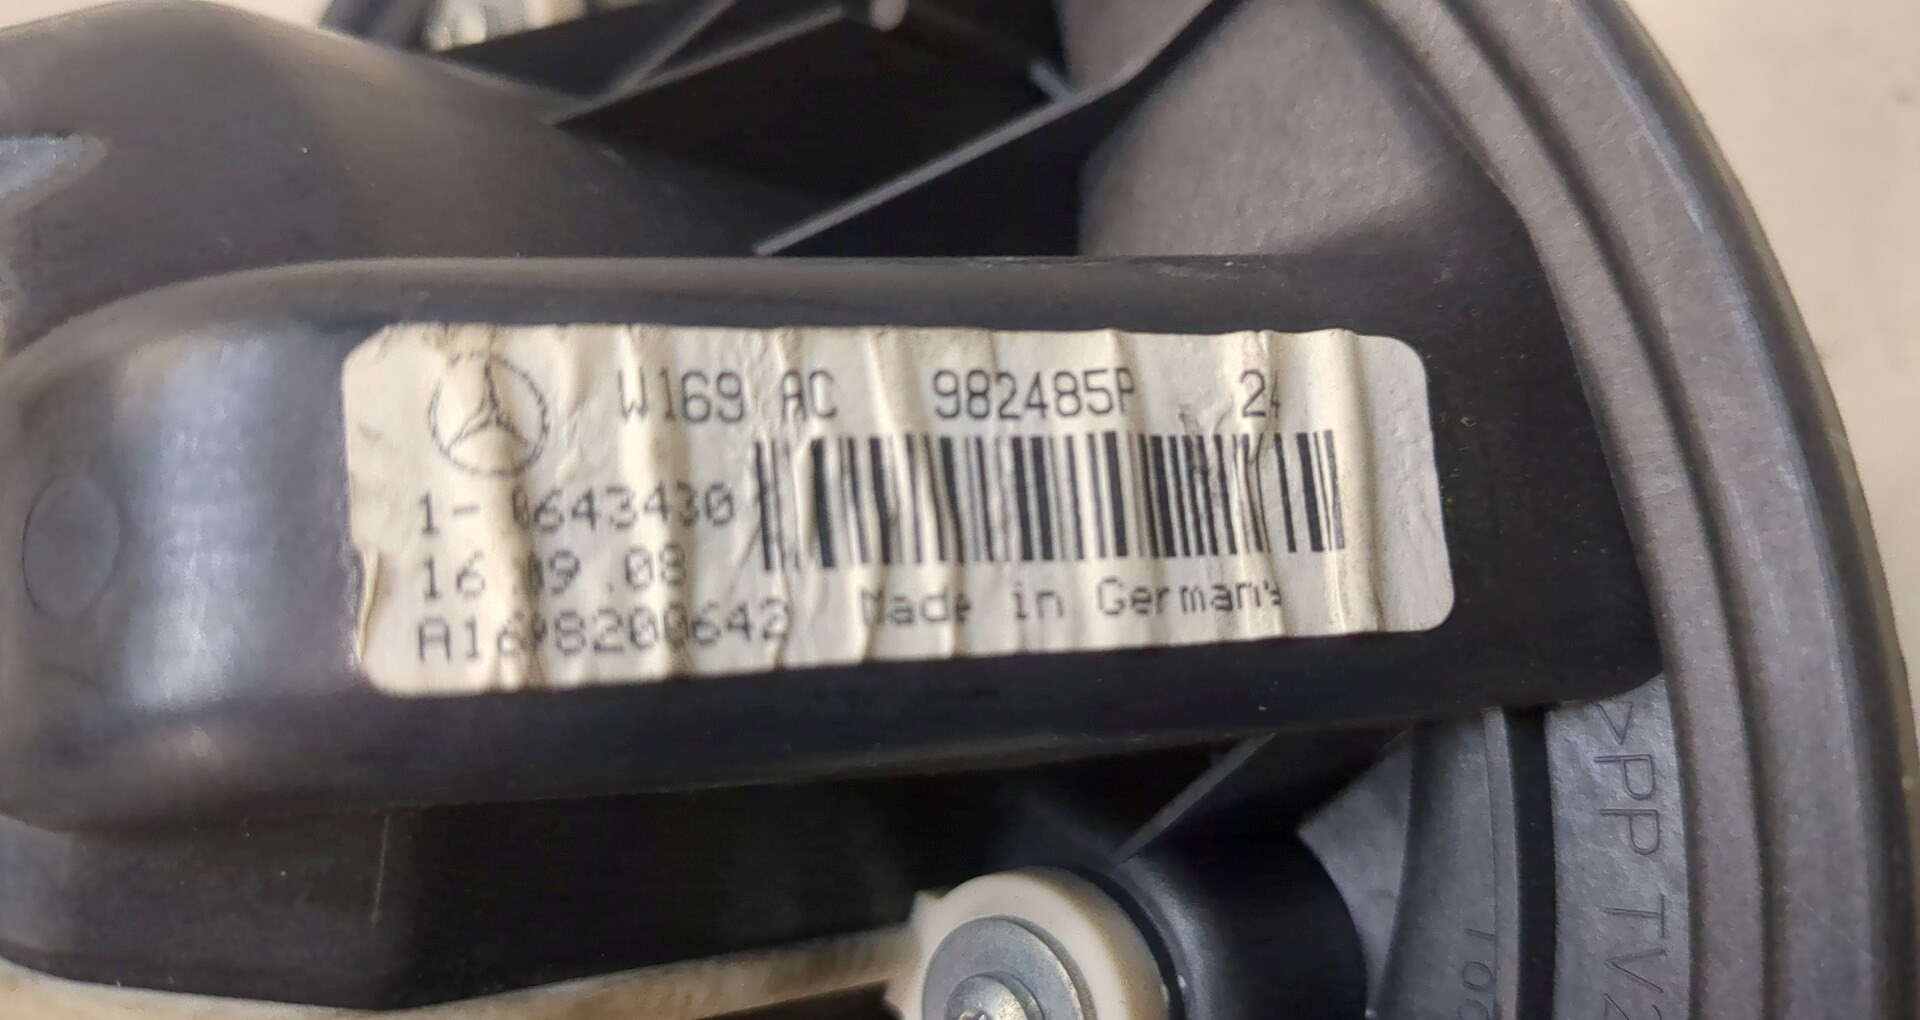 W169 AC 982485P 24
1- 0643430
16.09.08
A1698200642 Made in Germany
>PP TV2